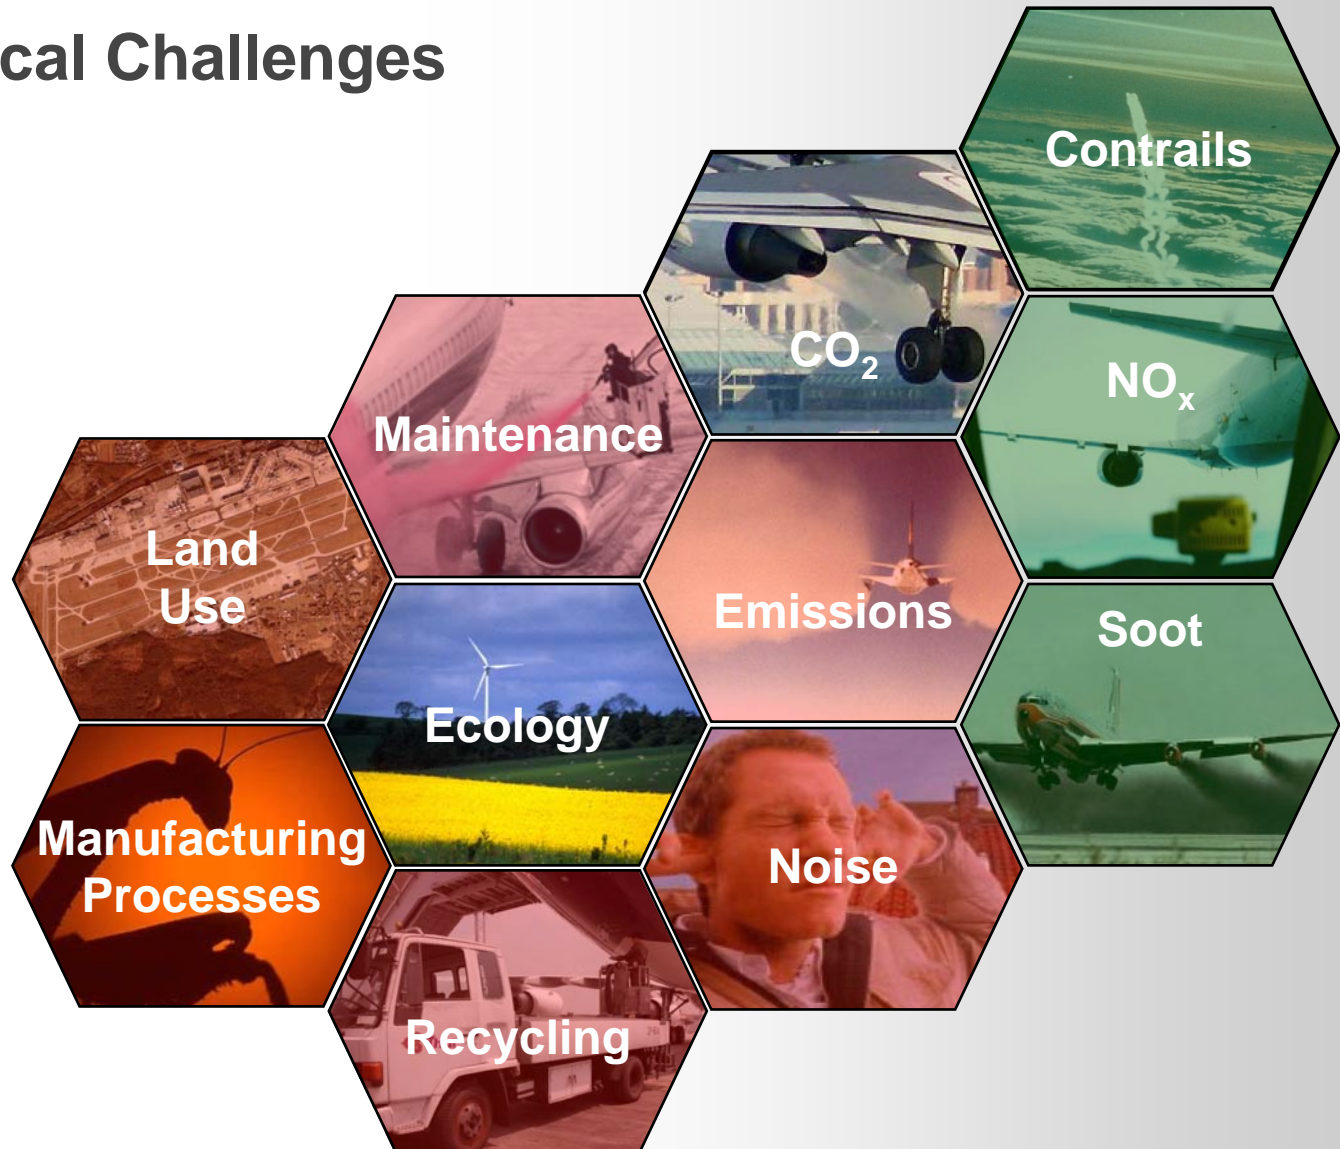 cal Challenges
Contrails
CO₂
NOₓ
Maintenance
Land
Use
Emissions
Soot
Ecology
Manufacturing
Processes
Noise
Recycling